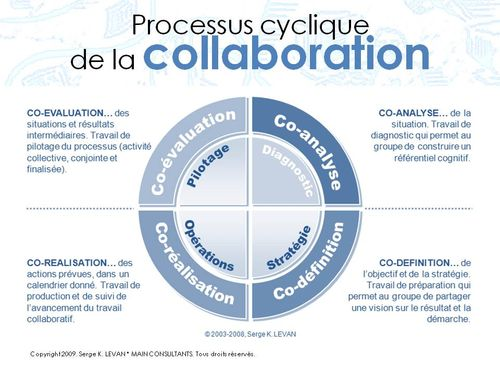 Processus cyclique
de la collaboration
CO-EVALUATION… des
situations et résultats
intermédiaires. Travail de
pilotage du processus (activité
collective, conjointe et
finalisée).
CO-ANALYSE… de la
situation. Travail de
diagnostic qui permet au
groupe de construire un
référentiel cognitif.
Co-évaluation
Co-analyse
Pilotage
Diagnostic
Opérations
Stratégie
Co-réalisation
Co-définition
CO-REALISATION… des
actions prévues, dans un
calendrier donné. Travail de
production et de suivi de
l'avancement du travail
collaboratif.
CO-DEFINITION… de
l'objectif et de la stratégie.
Travail de préparation qui
permet au groupe de partager
une vision sur le résultat et la
démarche.
© 2003-2008, Serge K. LEVAN
Copyright2009. Serge K. LEVAN * MAIN CONSULTANTS. Tous droits réservés.